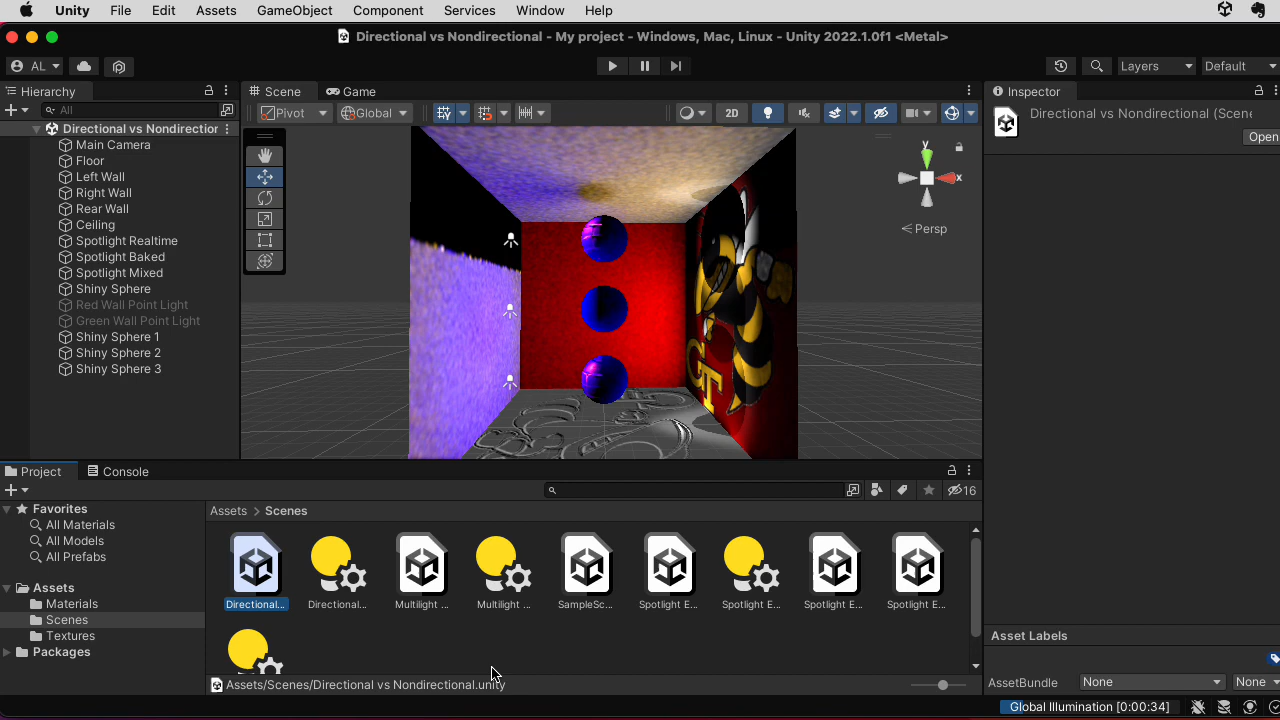 Unity File Edit Assets GameObject Component Services Window Help
Directional vs Nondirectional - My project - Windows, Mac, Linux - Unity 2022.1.0f1 <Metal>
AL Layers Default
Hierarchy
All
Directional vs Nondirection
Main Camera
Floor
Left Wall
Right Wall
Rear Wall
Ceiling
Spotlight Realtime
Spotlight Baked
Spotlight Mixed
Shiny Sphere
Red Wall Point Light
Green Wall Point Light
Shiny Sphere 1
Shiny Sphere 2
Shiny Sphere 3
Scene Game
Pivot Global 2D
y
x
Persp
GT
Inspector
Directional vs Nondirectional (Scene
Open
Project Console
16
Favorites
All Materials
All Models
All Prefabs
Assets
Materials
Scenes
Textures
Packages
Assets > Scenes
Directional... Directional... Multilight ... Multilight ... SampleSc... Spotlight E... Spotlight E... Spotlight E... Spotlight E...
Assets/Scenes/Directional vs Nondirectional.unity
Asset Labels
AssetBundle None None
Global Illumination [0:00:34]